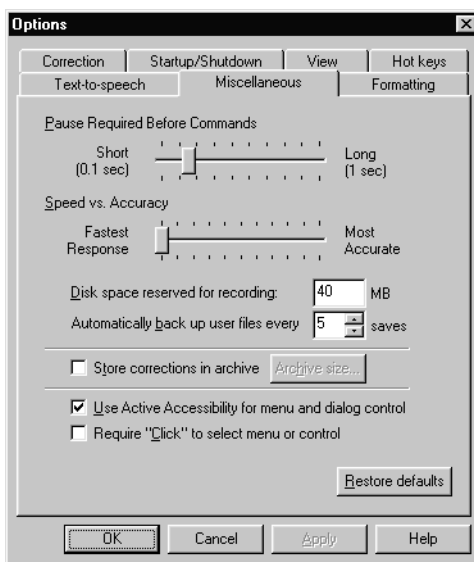 Options
Correction Startup/Shutdown View Hot keys
Text-to-speech Miscellaneous Formatting
Pause Required Before Commands
Short Long
(0.1 sec) (1 sec)
Speed vs. Accuracy
Fastest Most
Response Accurate
Disk space reserved for recording: 40 MB
Automatically back up user files every 5 saves
Store corrections in archive Archive size...
Use Active Accessibility for menu and dialog control
Require "Click" to select menu or control
Restore defaults
OK Cancel Apply Help